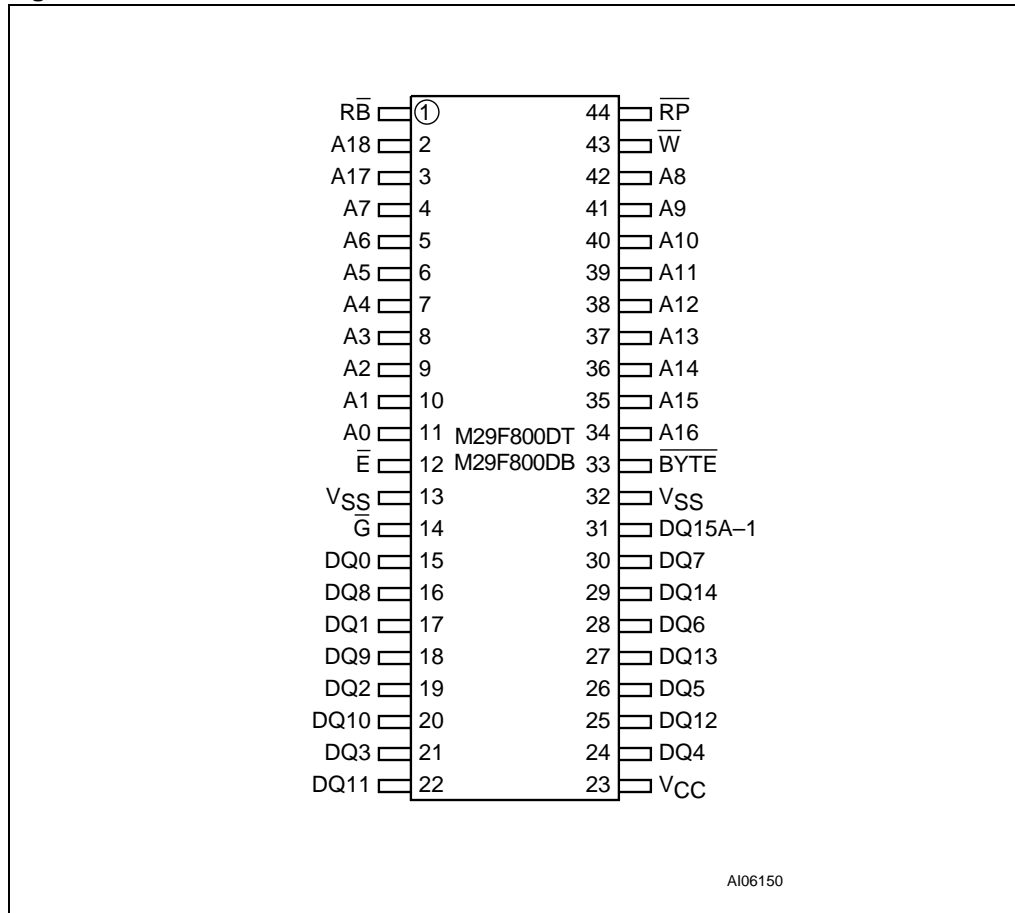 RB̅ 1 44 R̅P̅
A18 2 43 W̅
A17 3 42 A8
A7 4 41 A9
A6 5 40 A10
A5 6 39 A11
A4 7 38 A12
A3 8 37 A13
A2 9 36 A14
A1 10 35 A15
A0 11 M29F800DT 34 A16
E̅ 12 M29F800DB 33 B̅Y̅T̅E̅
VSS 13 32 VSS
G̅ 14 31 DQ15A–1
DQ0 15 30 DQ7
DQ8 16 29 DQ14
DQ1 17 28 DQ6
DQ9 18 27 DQ13
DQ2 19 26 DQ5
DQ10 20 25 DQ12
DQ3 21 24 DQ4
DQ11 22 23 VCC
AI06150